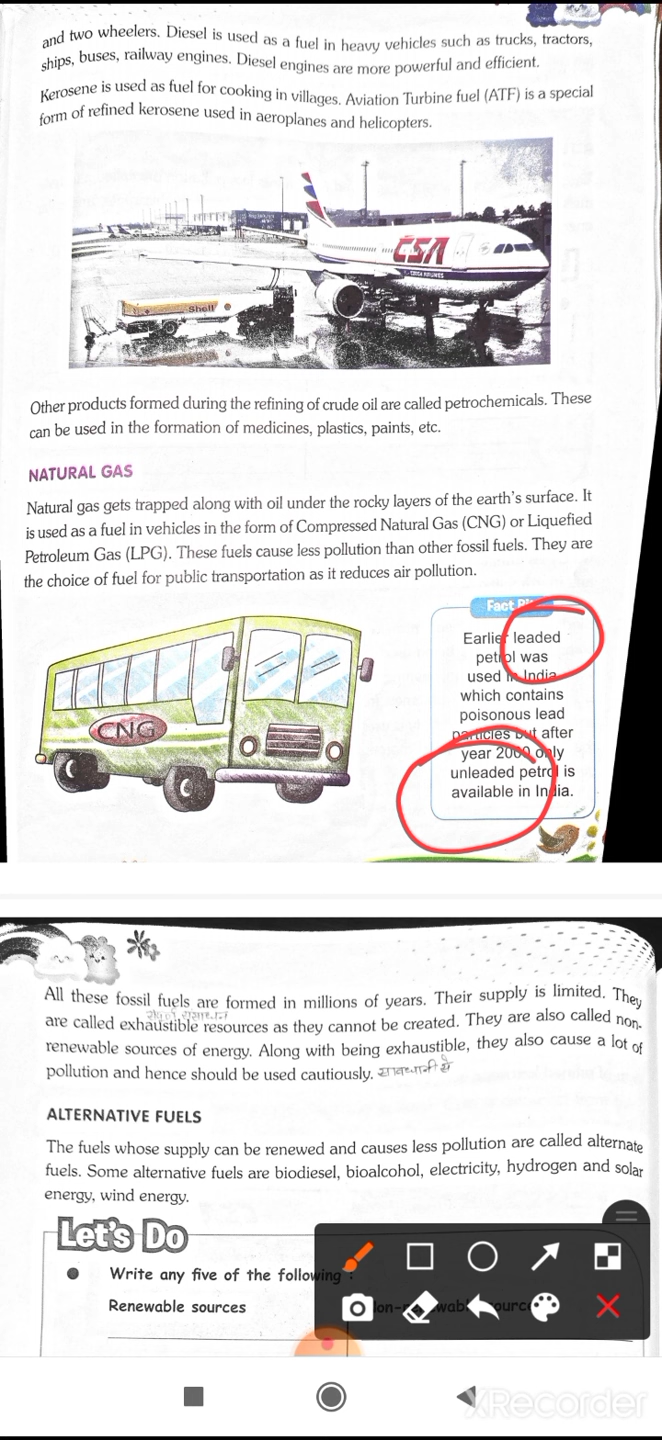 and two wheelers. Diesel is used as a fuel in heavy vehicles such as trucks, tractors,
ships, buses, railway engines. Diesel engines are more powerful and efficient.
Kerosene is used as fuel for cooking in villages. Aviation Turbine fuel (ATF) is a special
form of refined kerosene used in aeroplanes and helicopters.
CSA
CZECH AIRLINES
Shell
Other products formed during the refining of crude oil are called petrochemicals. These
can be used in the formation of medicines, plastics, paints, etc.
NATURAL GAS
Natural gas gets trapped along with oil under the rocky layers of the earth's surface. It
is used as a fuel in vehicles in the form of Compressed Natural Gas (CNG) or Liquefied
Petroleum Gas (LPG). These fuels cause less pollution than other fossil fuels. They are
the choice of fuel for public transportation as it reduces air pollution.
CNG
Fact
Earlier leaded
petrol was
used in India
which contains
poisonous lead
particles but after
year 2000 only
unleaded petrol is
available in India.
All these fossil fuels are formed in millions of years. Their supply is limited. They
are called exhaustible resources as they cannot be created. They are also called non-
renewable sources of energy. Along with being exhaustible, they also cause a lot of
pollution and hence should be used cautiously. सावधानी से
ALTERNATIVE FUELS
The fuels whose supply can be renewed and causes less pollution are called alternate
fuels. Some alternative fuels are biodiesel, bioalcohol, electricity, hydrogen and solar
energy, wind energy.
Let's Do
Write any five of the following :
Renewable sources
XRecorder